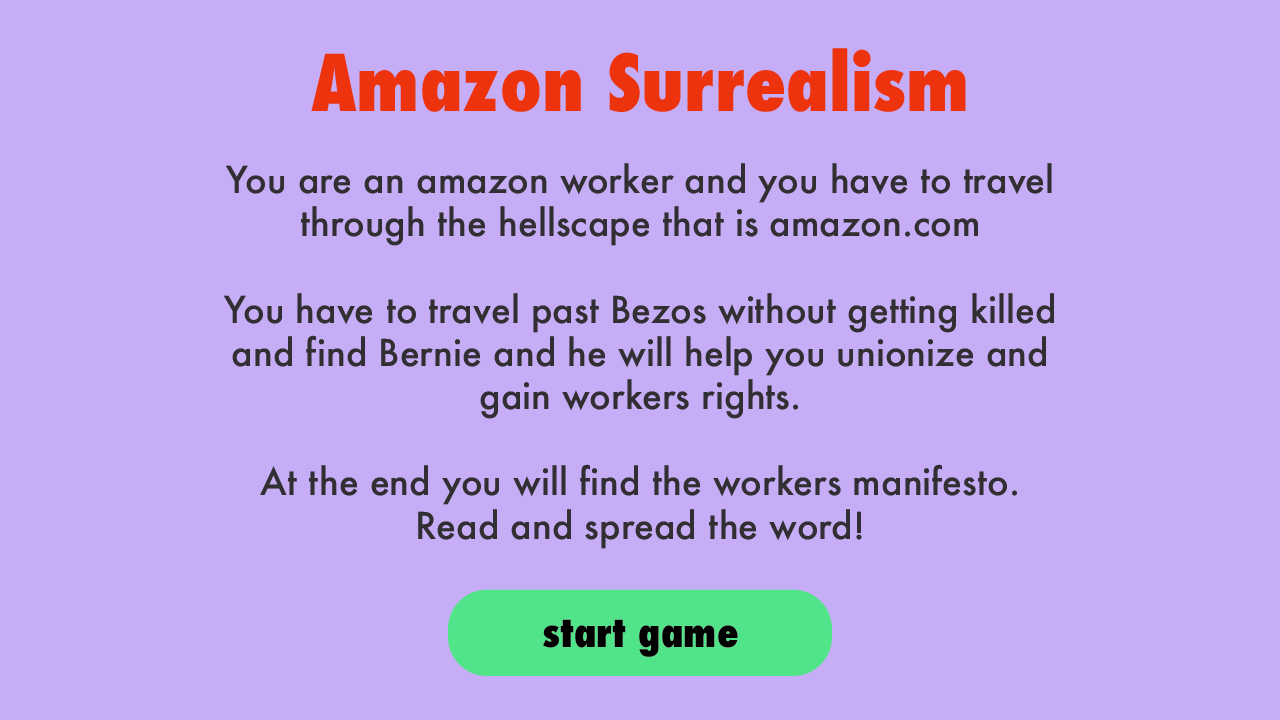 Amazon Surrealism
You are an amazon worker and you have to travel
through the hellscape that is amazon.com
You have to travel past Bezos without getting killed
and find Bernie and he will help you unionize and
gain workers rights.
At the end you will find the workers manifesto.
Read and spread the word!
start game